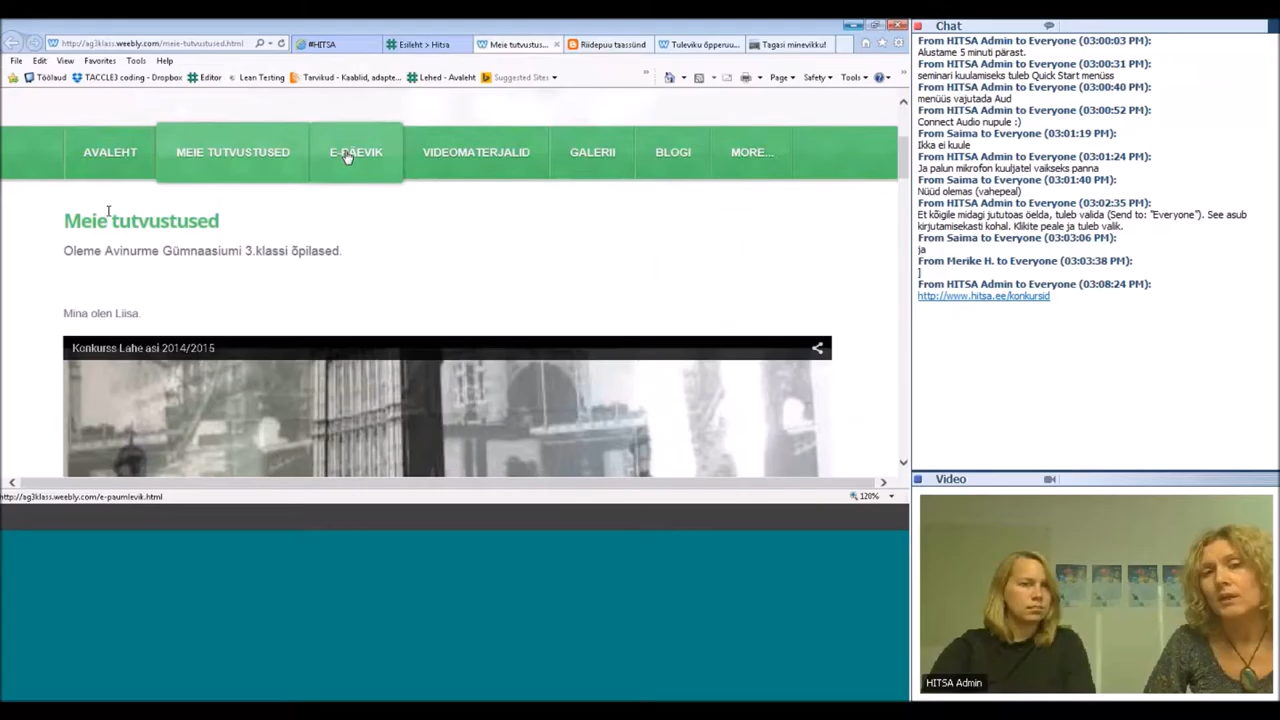 http://ag3klass.weebly.com/meie-tutvustused.html
#HITSA
Esileht > Hitsa
Meie tutvustus...
Riidepuu taassünd
Tuleviku õpperuu...
Tagasi minevikku!
File Edit View Favorites Tools Help
Töölaud
TACCLE3 coding - Dropbox
Editor
Lean Testing
Tarvikud - Kaablid, adapte...
Lehed - Avaleht
Suggested Sites
Page
Safety
Tools
AVALEHT
MEIE TUTVUSTUSED
E-PÄEVIK
VIDEOMATERJALID
GALERII
BLOGI
MORE...
Meie tutvustused
Oleme Avinurme Gümnaasiumi 3.klassi õpilased.
Mina olen Liisa.
Konkurss Lahe asi 2014/2015
http://ag3klass.weebly.com/e-paumlevik.html
120%
Chat
From HITSA Admin to Everyone (03:00:03 PM):
Alustame 5 minuti pärast.
From HITSA Admin to Everyone (03:00:31 PM):
seminari kuulamiseks tuleb Quick Start menüss
From HITSA Admin to Everyone (03:00:40 PM):
menüüs vajutada Aud
From HITSA Admin to Everyone (03:00:52 PM):
Connect Audio nupule :)
From Saima to Everyone (03:01:19 PM):
Ikka ei kuule
From HITSA Admin to Everyone (03:01:24 PM):
Ja palun mikrofon kuuljatel vaikseks panna
From Saima to Everyone (03:01:40 PM):
Nüüd olemas (vahepeal)
From HITSA Admin to Everyone (03:02:35 PM):
Et kõigile midagi jututoas öelda, tuleb valida (Send to: "Everyone"). See asub
kirjutamisekasti kohal. Klikite peale ja tuleb valik.
From Saima to Everyone (03:03:06 PM):
ja
From Merike H. to Everyone (03:03:38 PM):
]
From HITSA Admin to Everyone (03:08:24 PM):
http://www.hitsa.ee/konkursid
Video
HITSA Admin